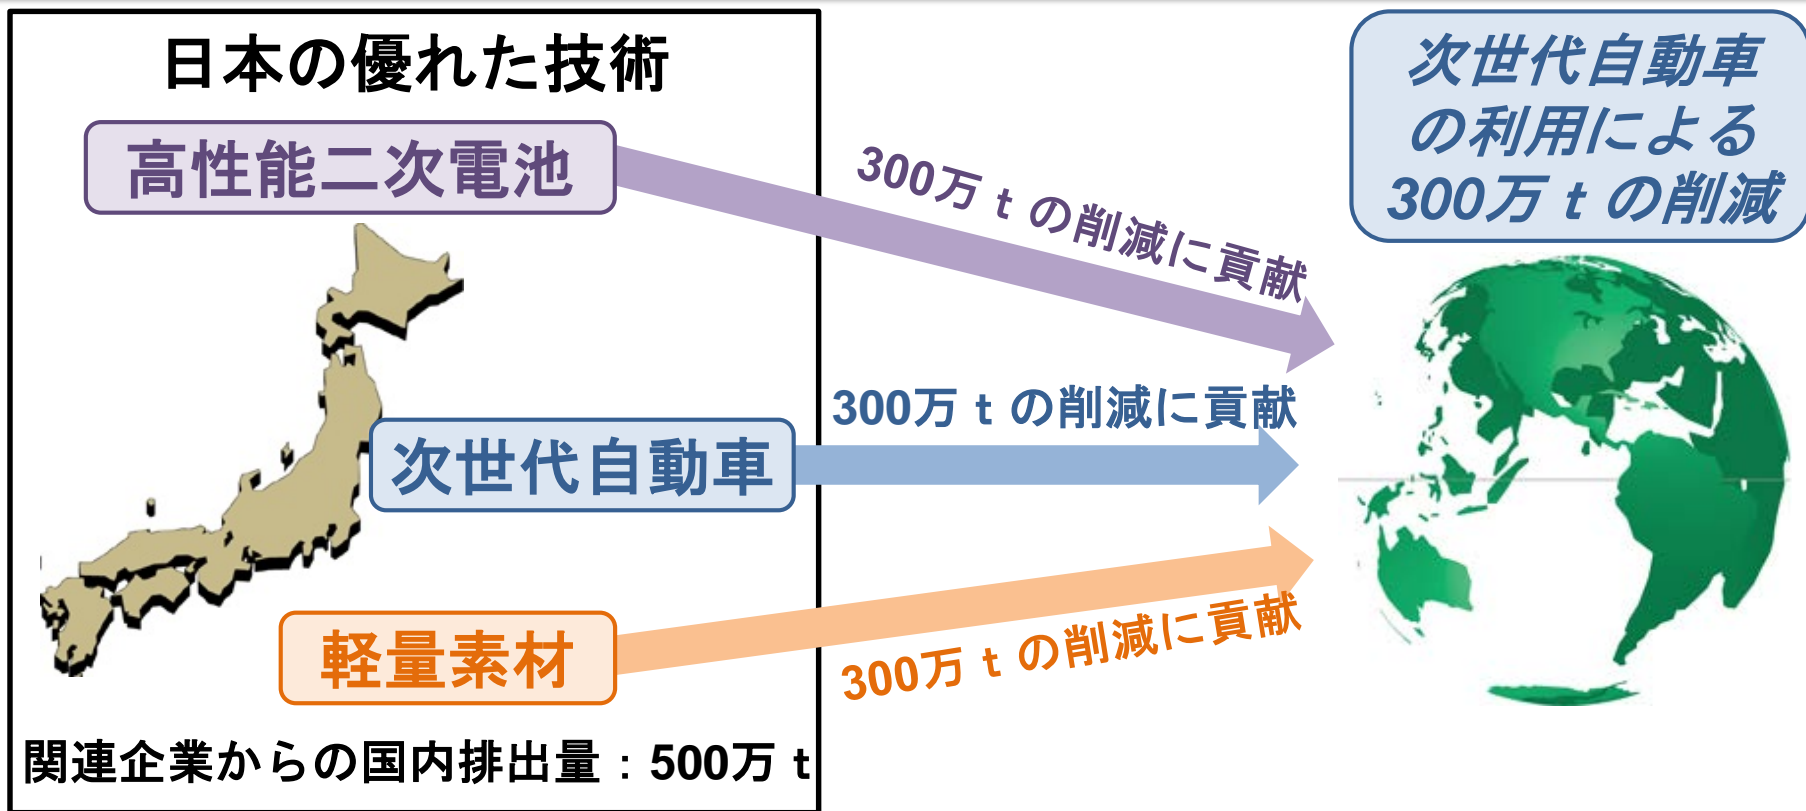 日本の優れた技術
高性能二次電池
次世代自動車
軽量素材
関連企業からの国内排出量：500万ｔ
300万ｔの削減に貢献
300万ｔの削減に貢献
300万ｔの削減に貢献
次世代自動車
の利用による
300万ｔの削減